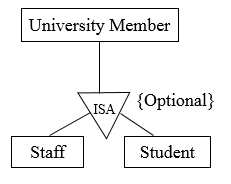 University Member
ISA
{Optional}
Staff
Student